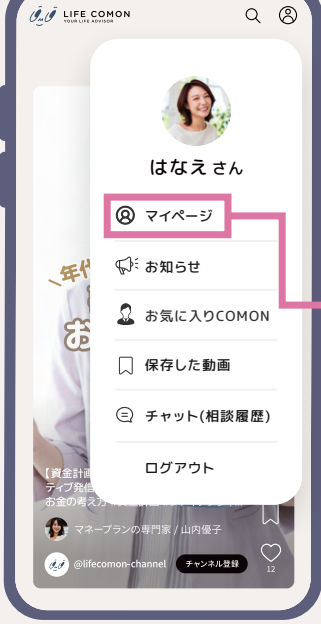 LIFE COMON
YOUR LIFE ADVISOR
はなえ さん
マイページ
お知らせ
お気に入りCOMON
保存した動画
チャット(相談履歴)
ログアウト
年代
お
【資金計画
ティブ発信
お金の考え方
マネープランの専門家 / 山内優子
@lifecomon-channel
チャンネル登録
12